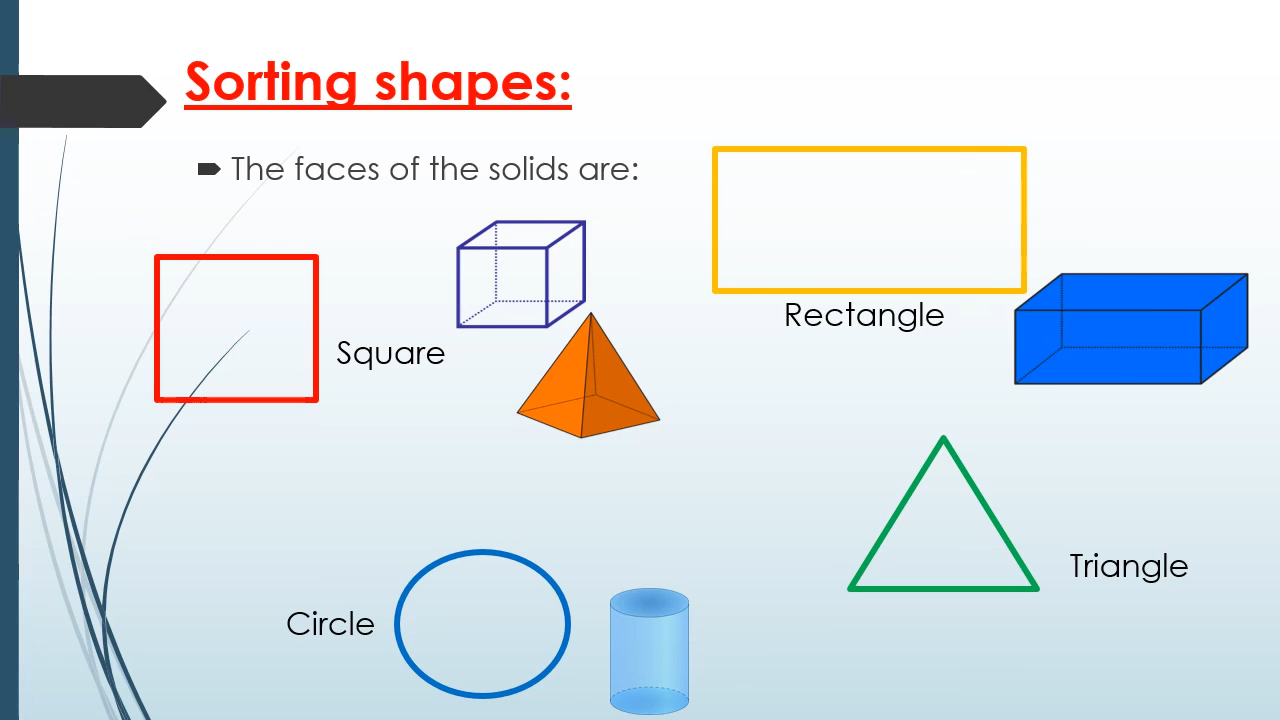 Sorting shapes:
The faces of the solids are:
Rectangle
Square
Triangle
Circle